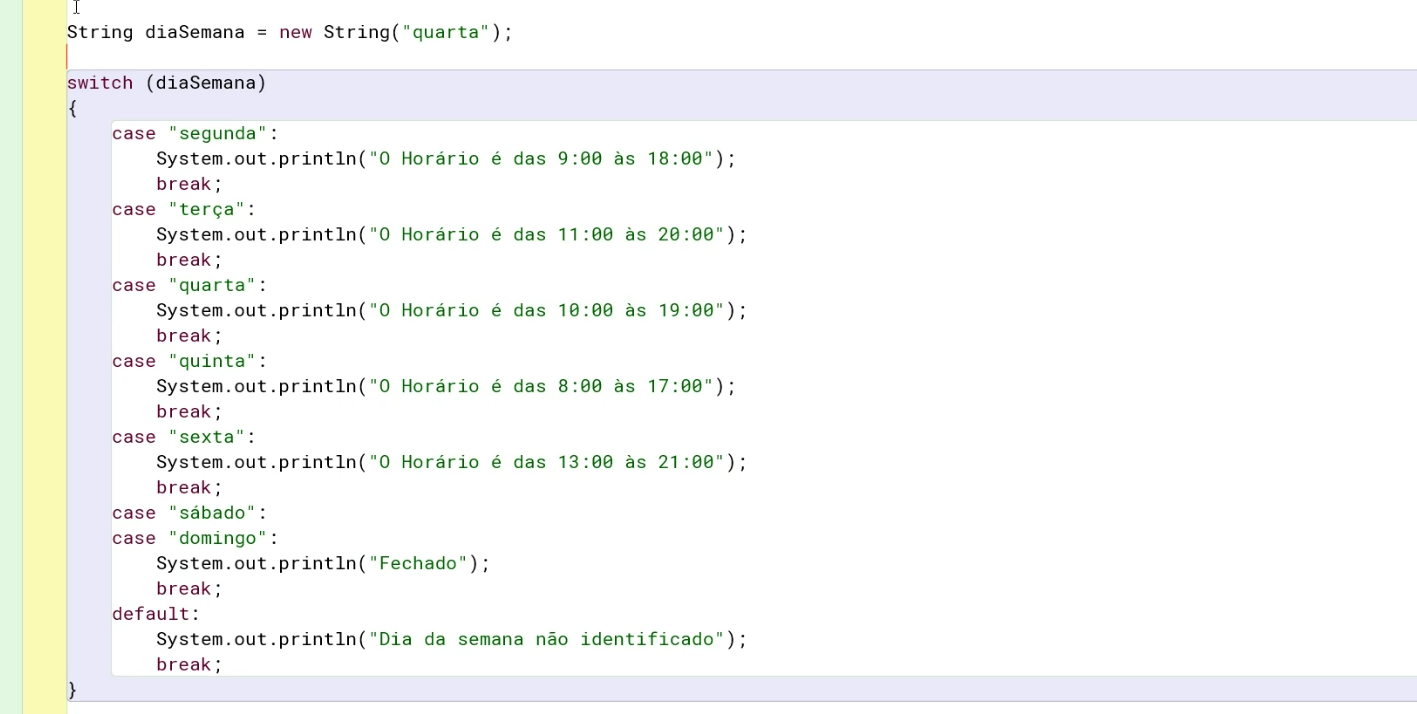 String diaSemana = new String("quarta");
switch (diaSemana)
{
case "segunda":
System.out.println("O Horário é das 9:00 às 18:00");
break;
case "terça":
System.out.println("O Horário é das 11:00 às 20:00");
break;
case "quarta":
System.out.println("O Horário é das 10:00 às 19:00");
break;
case "quinta":
System.out.println("O Horário é das 8:00 às 17:00");
break;
case "sexta":
System.out.println("O Horário é das 13:00 às 21:00");
break;
case "sábado":
case "domingo":
System.out.println("Fechado");
break;
default:
System.out.println("Dia da semana não identificado");
break;
}